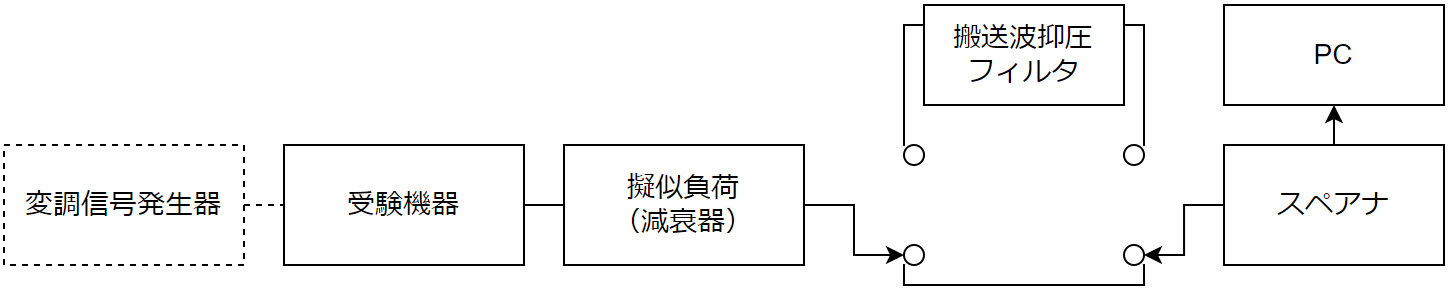 搬送波抑圧
フィルタ
PC
変調信号発生器
受験機器
擬似負荷
（減衰器）
スペアナ